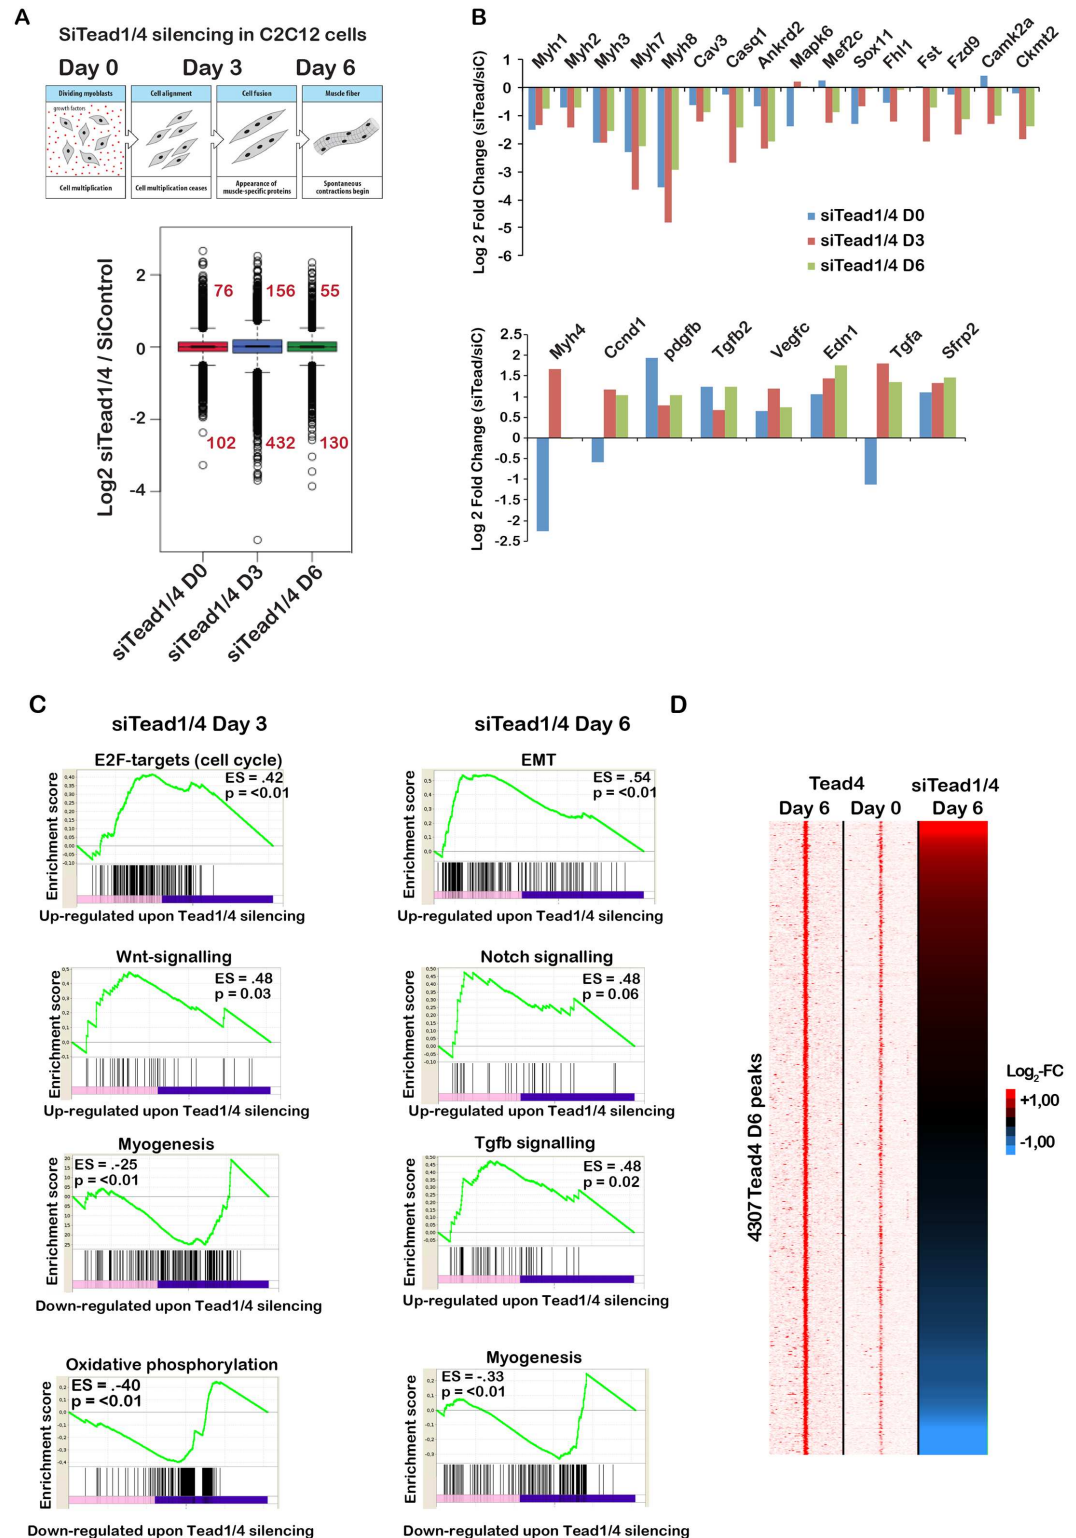 A
SiTead1/4 silencing in C2C12 cells
Day 0 Day 3 Day 6
Dividing myoblasts Cell alignment Cell fusion Muscle fiber
growth factors
Cell multiplication Cell multiplication ceases Appearance of muscle-specific proteins Spontaneous contractions begin
Log2 siTead1/4 / SiControl
2
0
-2
-4
76 156 55
102 432 130
siTead1/4 D0
siTead1/4 D3
siTead1/4 D6
B
Log 2 Fold Change (siTead/siC)
1
0
-1
-2
-3
-4
-5
-6
Myh1 Myh2 Myh3 Myh7 Myh8 Cav3 Casq1 Ankrd2 Mapk6 Mef2c Sox11 Fhl1 Fst Fzd9 Camk2a Ckmt2
siTead1/4 D0
siTead1/4 D3
siTead1/4 D6
Log 2 Fold Change (siTead/siC)
2.5
2
1.5
1
0.5
0
-0.5
-1
-1.5
-2
-2.5
Myh4 Ccnd1 pdgfb Tgfb2 Vegfc Edn1 Tgfa Sfrp2
C
siTead1/4 Day 3
E2F-targets (cell cycle)
ES = .42
p = <0.01
Enrichment score
Up-regulated upon Tead1/4 silencing
Wnt-signalling
ES = .48
p = 0.03
Enrichment score
Up-regulated upon Tead1/4 silencing
Myogenesis
ES = .-25
p = <0.01
Enrichment score
Down-regulated upon Tead1/4 silencing
Oxidative phosphorylation
ES = .-40
p = <0.01
Enrichment score
Down-regulated upon Tead1/4 silencing
siTead1/4 Day 6
EMT
ES = .54
p = <0.01
Enrichment score
Up-regulated upon Tead1/4 silencing
Notch signalling
ES = .48
p = 0.06
Enrichment score
Up-regulated upon Tead1/4 silencing
Tgfb signalling
ES = .48
p = 0.02
Enrichment score
Up-regulated upon Tead1/4 silencing
Myogenesis
ES = -.33
p = <0.01
Enrichment score
Down-regulated upon Tead1/4 silencing
D
Tead4 siTead1/4
Day 6 Day 0 Day 6
4307 Tead4 D6 peaks
Log2-FC
+1,00
-1,00